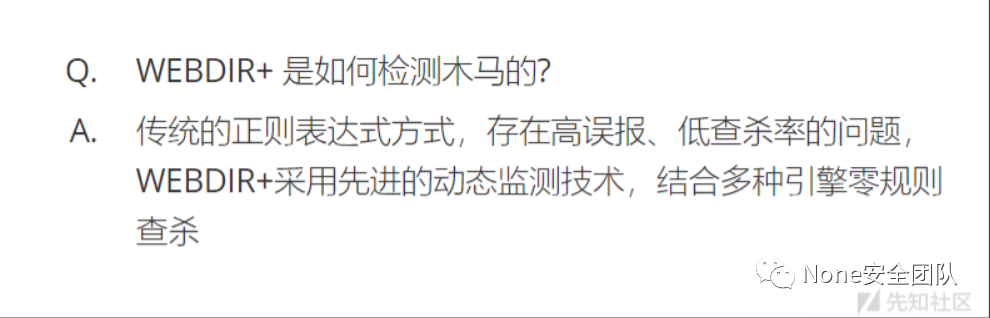 Q. WEBDIR+ 是如何检测木马的?
A. 传统的正则表达式方式，存在高误报、低查杀率的问题，
WEBDIR+采用先进的动态监测技术，结合多种引擎零规则
查杀
None安全团队
先知社区